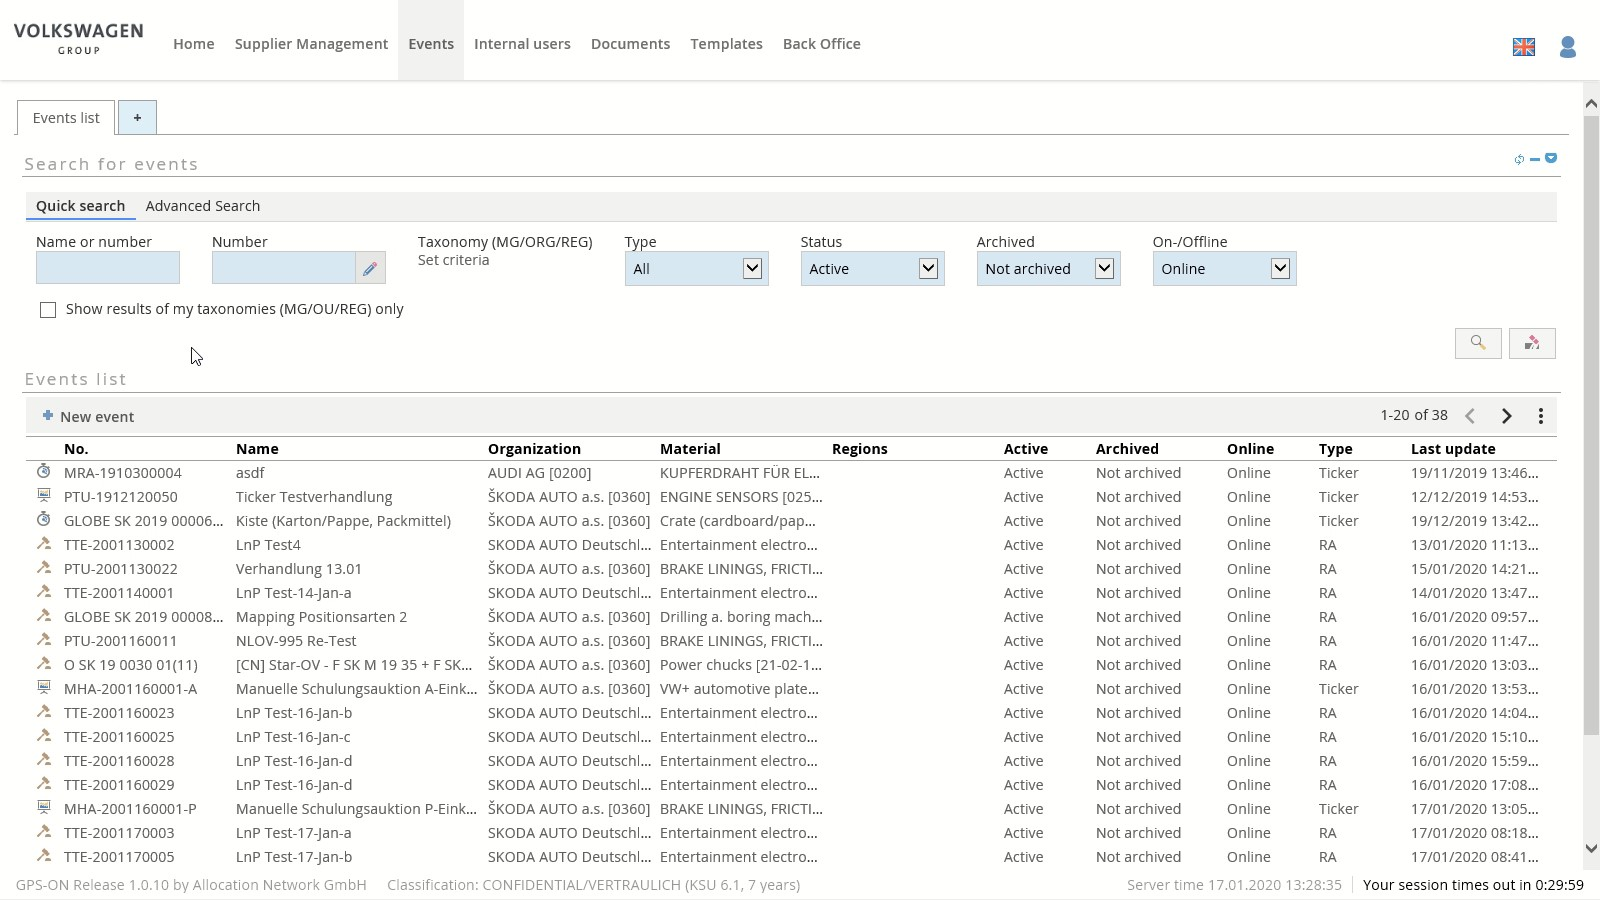 VOLKSWAGEN
GROUP
Home Supplier Management Events Internal users Documents Templates Back Office
Events list +
Search for events
Quick search Advanced Search
Name or number Number Taxonomy (MG/ORG/REG) Type Status Archived On-/Offline
Set criteria All Active Not archived Online
Show results of my taxonomies (MG/OU/REG) only
Events list
New event 1-20 of 38
No. Name Organization Material Regions Active Archived Online Type Last update
MRA-1910300004 asdf AUDI AG [0200] KUPFERDRAHT FÜR EL... Active Not archived Online Ticker 19/11/2019 13:46...
PTU-1912120050 Ticker Testverhandlung ŠKODA AUTO a.s. [0360] ENGINE SENSORS [025... Active Not archived Online Ticker 12/12/2019 14:53...
GLOBE SK 2019 00006... Kiste (Karton/Pappe, Packmittel) ŠKODA AUTO a.s. [0360] Crate (cardboard/pap... Active Not archived Online Ticker 19/12/2019 13:42...
TTE-2001130002 LnP Test4 SKODA AUTO Deutschl... Entertainment electro... Active Not archived Online RA 13/01/2020 11:13...
PTU-2001130022 Verhandlung 13.01 ŠKODA AUTO a.s. [0360] BRAKE LININGS, FRICTI... Active Not archived Online RA 15/01/2020 14:21...
TTE-2001140001 LnP Test-14-Jan-a SKODA AUTO Deutschl... Entertainment electro... Active Not archived Online RA 14/01/2020 13:47...
GLOBE SK 2019 00008... Mapping Positionsarten 2 ŠKODA AUTO a.s. [0360] Drilling a. boring mach... Active Not archived Online RA 16/01/2020 09:57...
PTU-2001160011 NLOV-995 Re-Test ŠKODA AUTO a.s. [0360] BRAKE LININGS, FRICTI... Active Not archived Online RA 16/01/2020 11:47...
O SK 19 0030 01(11) [CN] Star-OV - F SK M 19 35 + F SK... ŠKODA AUTO a.s. [0360] Power chucks [21-02-1... Active Not archived Online RA 16/01/2020 13:03...
MHA-2001160001-A Manuelle Schulungsauktion A-Eink... ŠKODA AUTO a.s. [0360] VW+ automotive plate... Active Not archived Online Ticker 16/01/2020 13:53...
TTE-2001160023 LnP Test-16-Jan-b SKODA AUTO Deutschl... Entertainment electro... Active Not archived Online RA 16/01/2020 14:04...
TTE-2001160025 LnP Test-16-Jan-c SKODA AUTO Deutschl... Entertainment electro... Active Not archived Online RA 16/01/2020 15:10...
TTE-2001160028 LnP Test-16-Jan-d SKODA AUTO Deutschl... Entertainment electro... Active Not archived Online RA 16/01/2020 15:59...
TTE-2001160029 LnP Test-16-Jan-d SKODA AUTO Deutschl... Entertainment electro... Active Not archived Online RA 16/01/2020 17:08...
MHA-2001160001-P Manuelle Schulungsauktion P-Eink... ŠKODA AUTO a.s. [0360] BRAKE LININGS, FRICTI... Active Not archived Online Ticker 17/01/2020 13:05...
TTE-2001170003 LnP Test-17-Jan-a SKODA AUTO Deutschl... Entertainment electro... Active Not archived Online RA 17/01/2020 08:18...
TTE-2001170005 LnP Test-17-Jan-b SKODA AUTO Deutschl... Entertainment electro... Active Not archived Online RA 17/01/2020 08:41...
GPS-ON Release 1.0.10 by Allocation Network GmbH Classification: CONFIDENTIAL/VERTRAULICH (KSU 6.1, 7 years) Server time 17.01.2020 13:28:35 Your session times out in 0:29:59